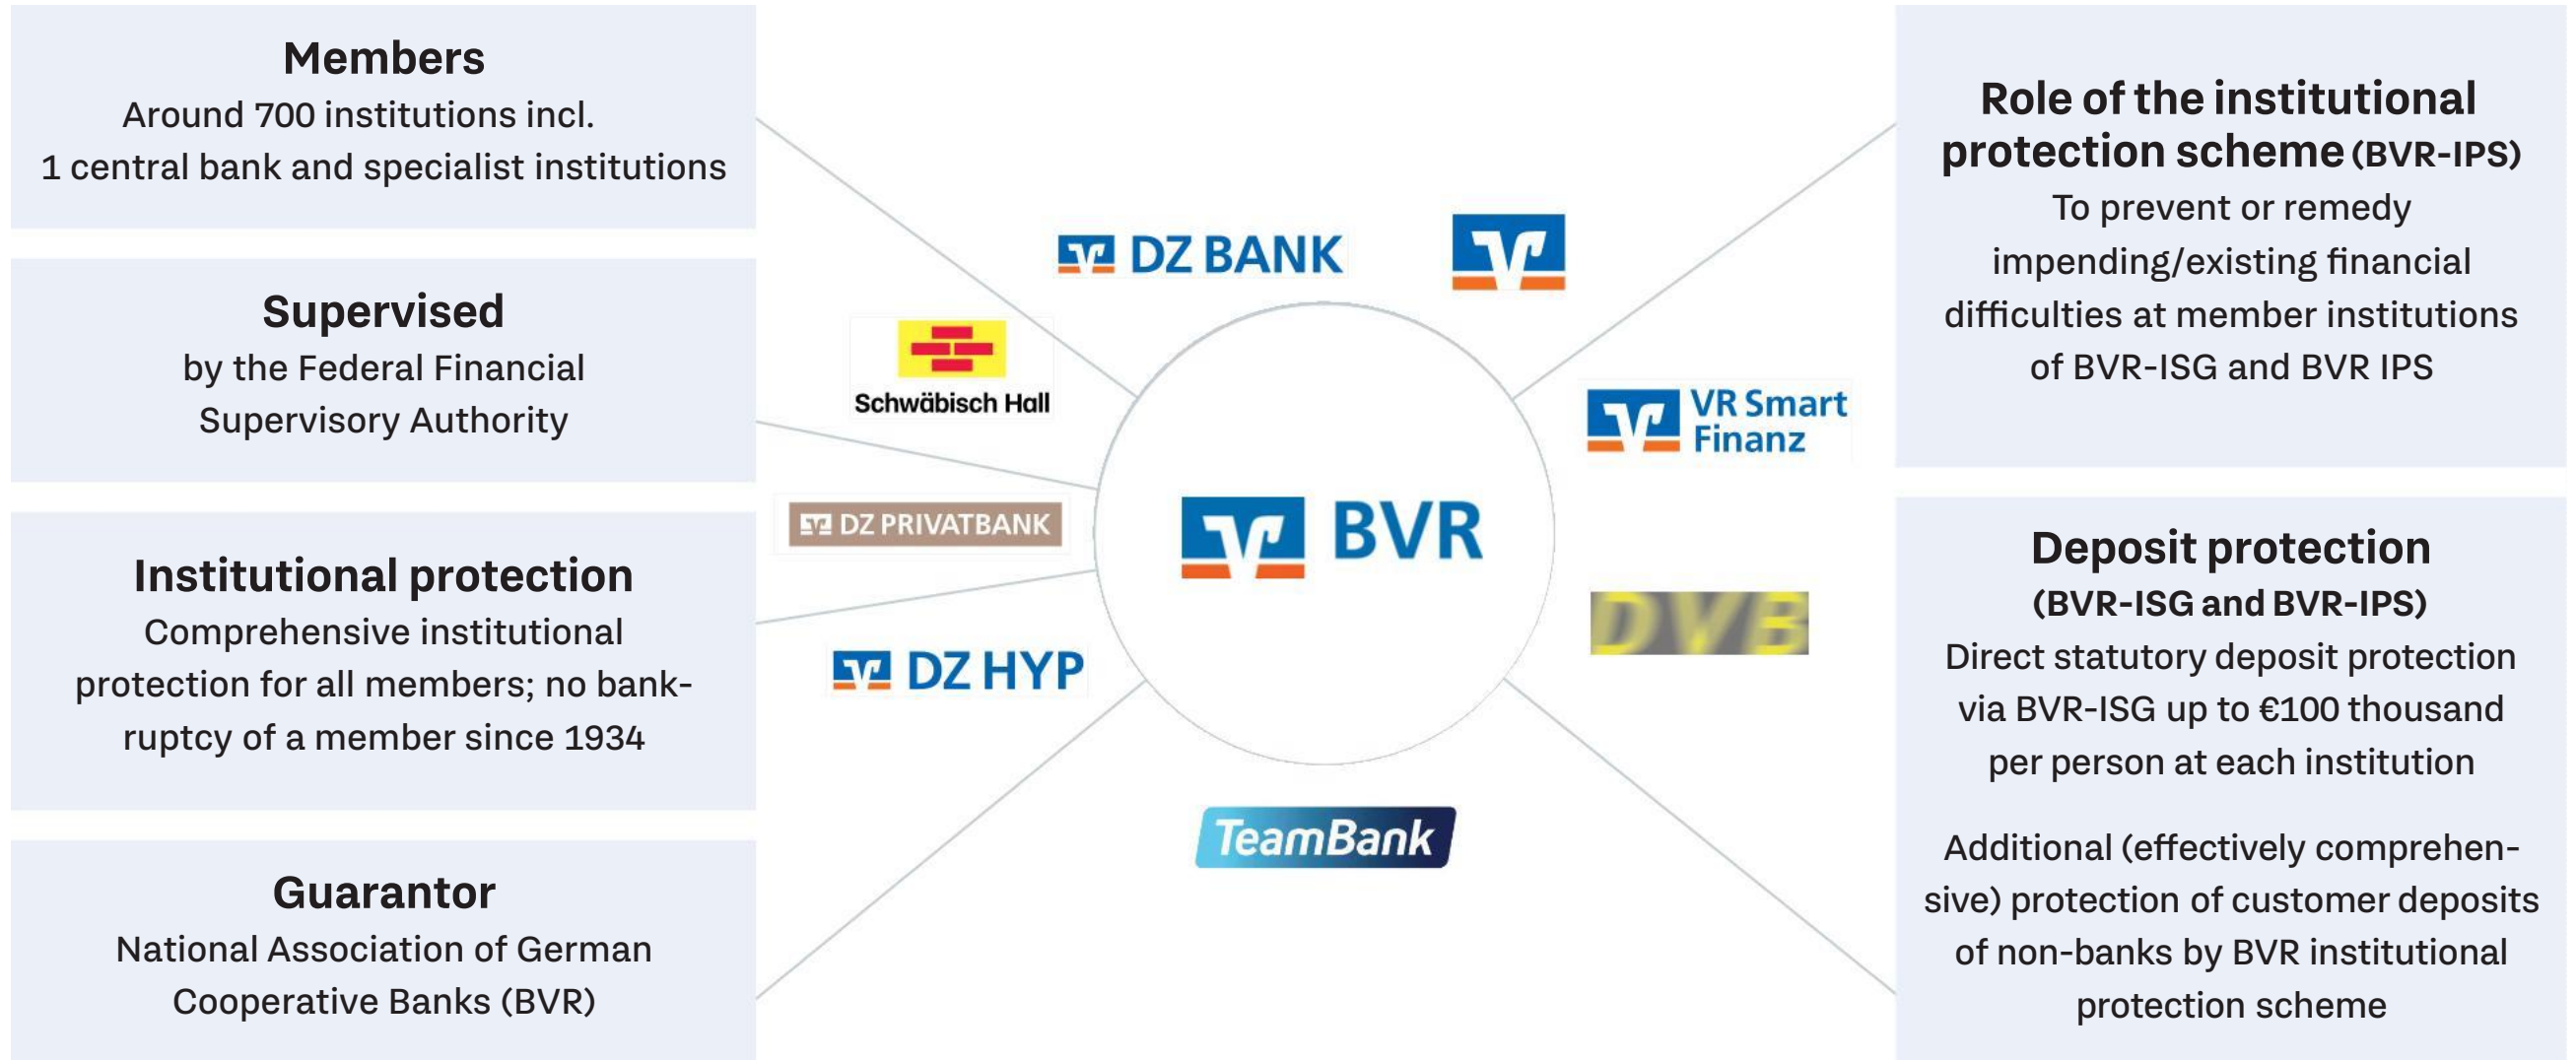 Members
Around 700 institutions incl.
1 central bank and specialist institutions
Supervised
by the Federal Financial
Supervisory Authority
Institutional protection
Comprehensive institutional
protection for all members; no bank-
ruptcy of a member since 1934
Guarantor
National Association of German
Cooperative Banks (BVR)
DZ BANK
Schwäbisch Hall
DZ PRIVATBANK
DZ HYP
BVR
VR Smart
Finanz
DVB
TeamBank
Role of the institutional
protection scheme (BVR-IPS)
To prevent or remedy
impending/existing financial
difficulties at member institutions
of BVR-ISG and BVR IPS
Deposit protection
(BVR-ISG and BVR-IPS)
Direct statutory deposit protection
via BVR-ISG up to €100 thousand
per person at each institution
Additional (effectively comprehen-
sive) protection of customer deposits
of non-banks by BVR institutional
protection scheme